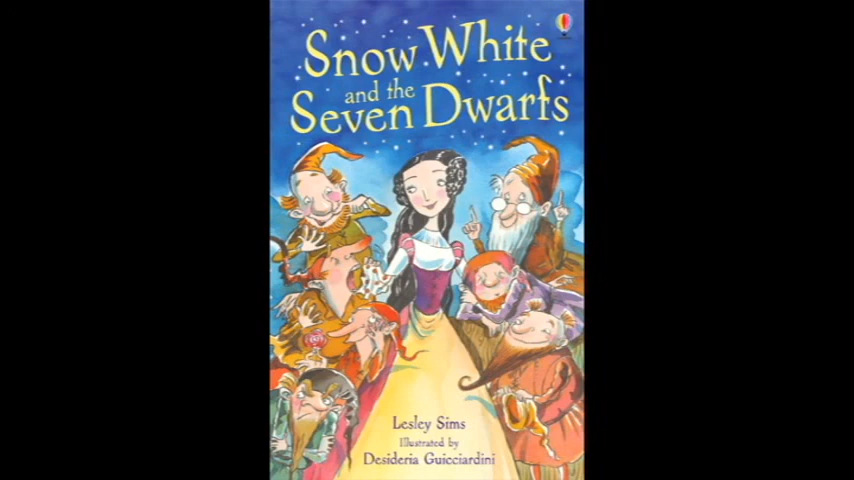 Snow White
and the
Seven Dwarfs
Lesley Sims
Illustrated by
Desideria Guicciardini